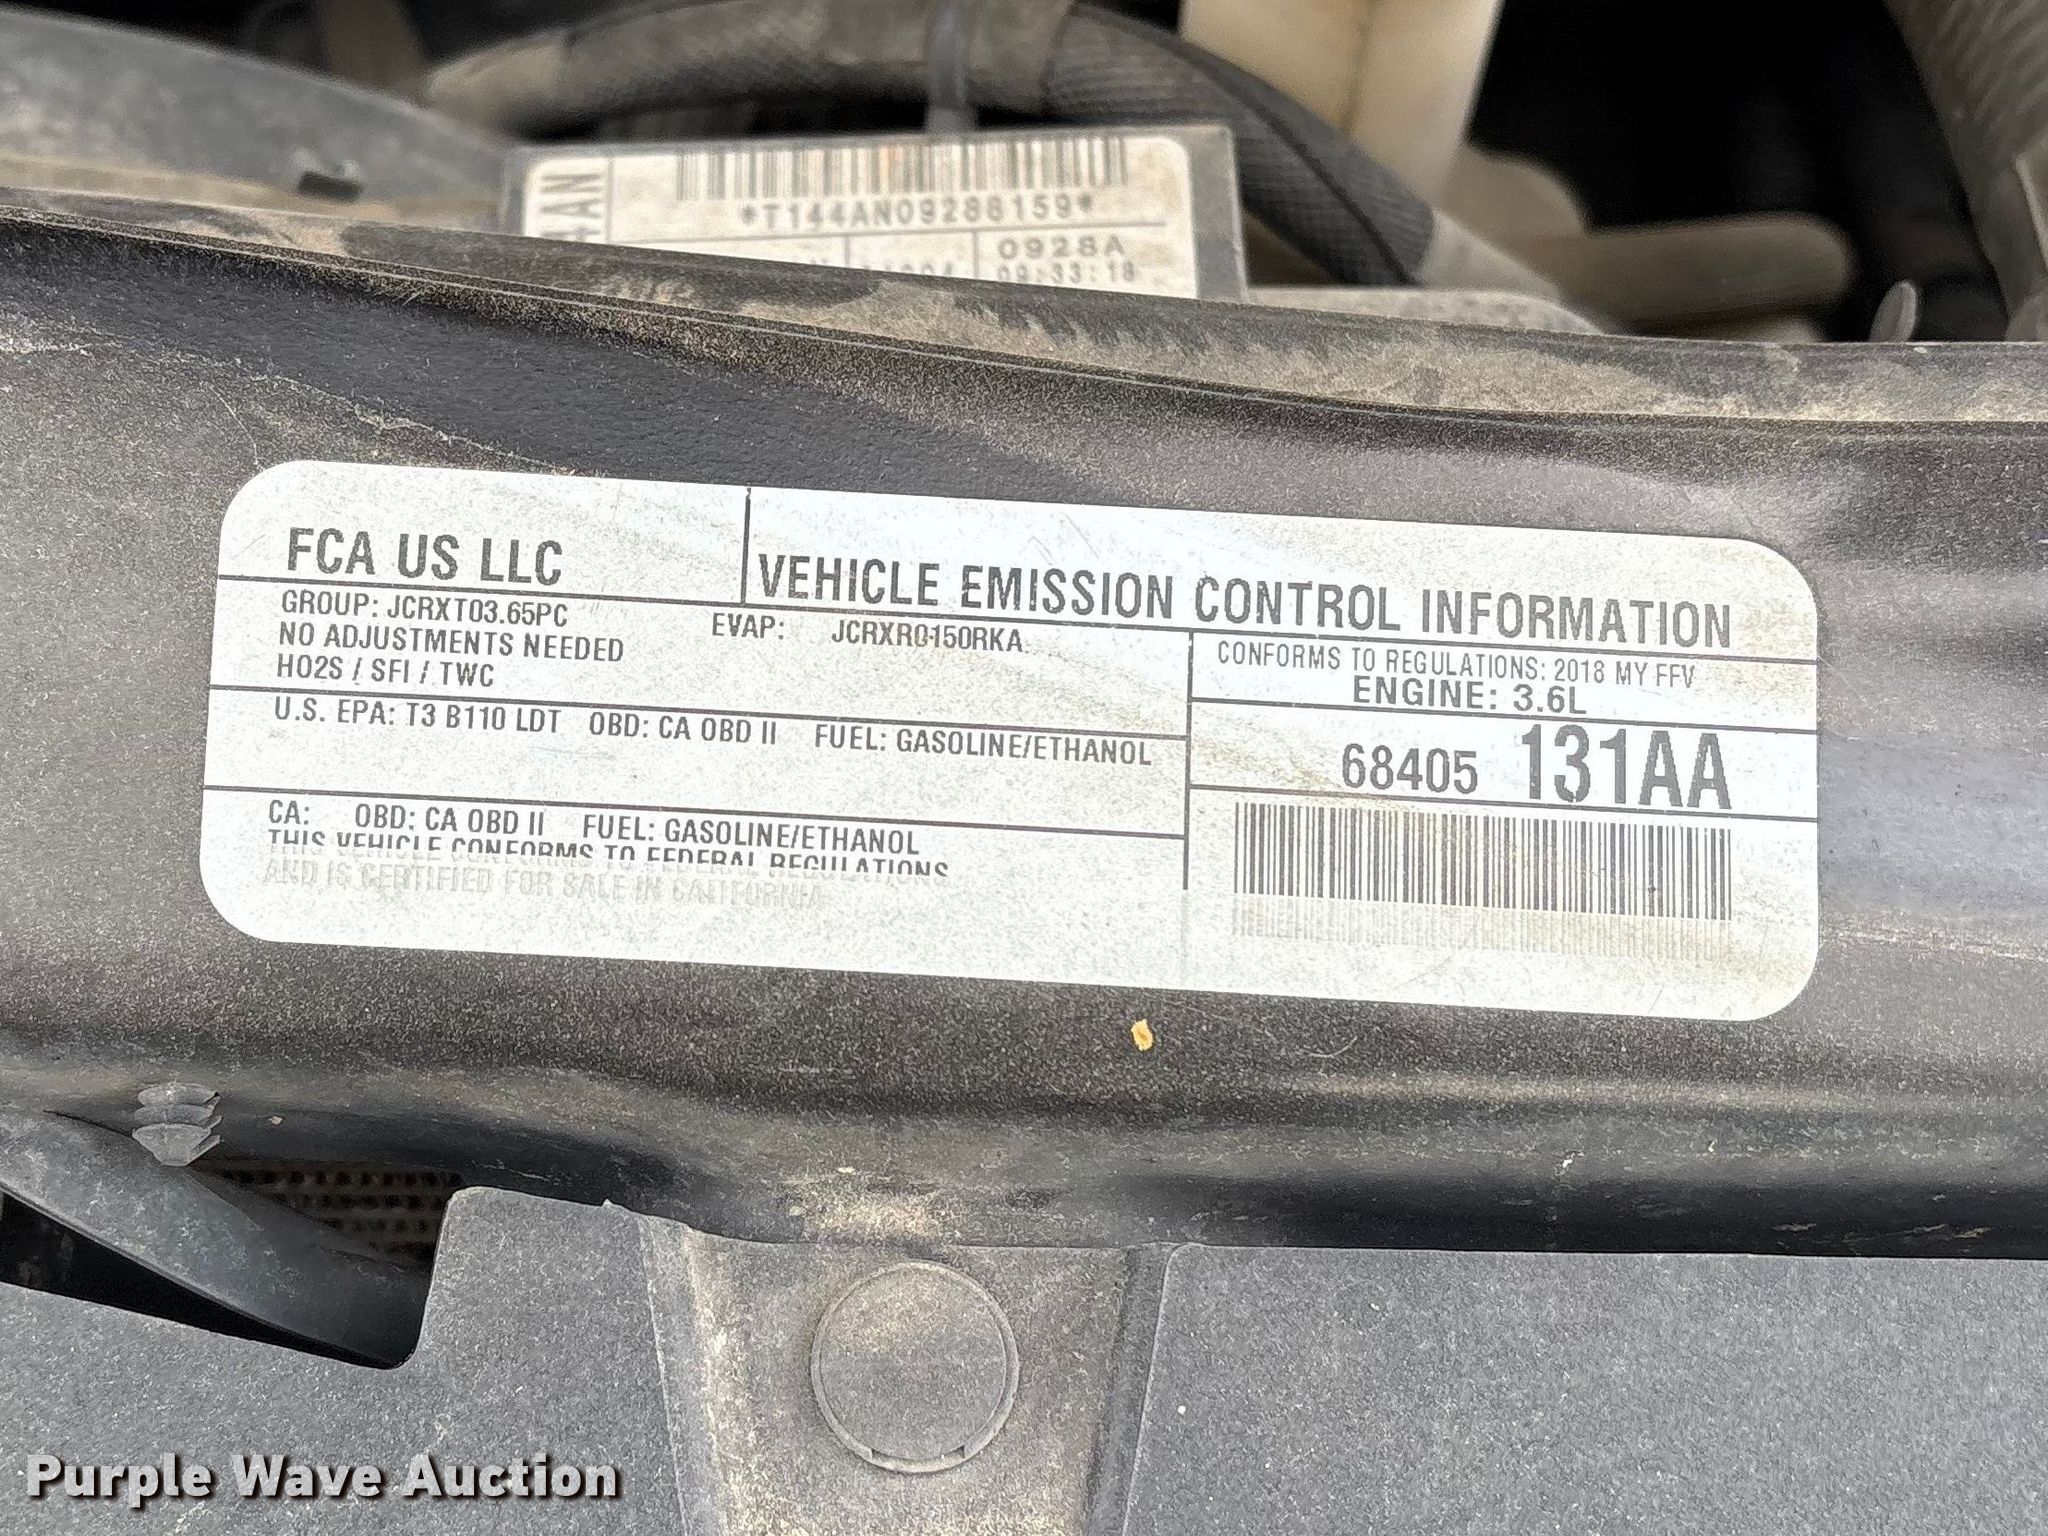 *T144AN09288159*
0928A
09:33:18
FCA US LLC
VEHICLE EMISSION CONTROL INFORMATION
GROUP: JCRXT03.65PC
EVAP: JCRXR0150RKA
NO ADJUSTMENTS NEEDED
HO2S / SFI / TWC
CONFORMS TO REGULATIONS: 2018 MY FFV
ENGINE: 3.6L
U.S. EPA: T3 B110 LDT OBD: CA OBD II FUEL: GASOLINE/ETHANOL
68405 131AA
CA: OBD: CA OBD II FUEL: GASOLINE/ETHANOL
THIS VEHICLE CONFORMS TO FEDERAL REGULATIONS
AND IS CERTIFIED FOR SALE IN CALIFORNIA
Purple Wave Auction